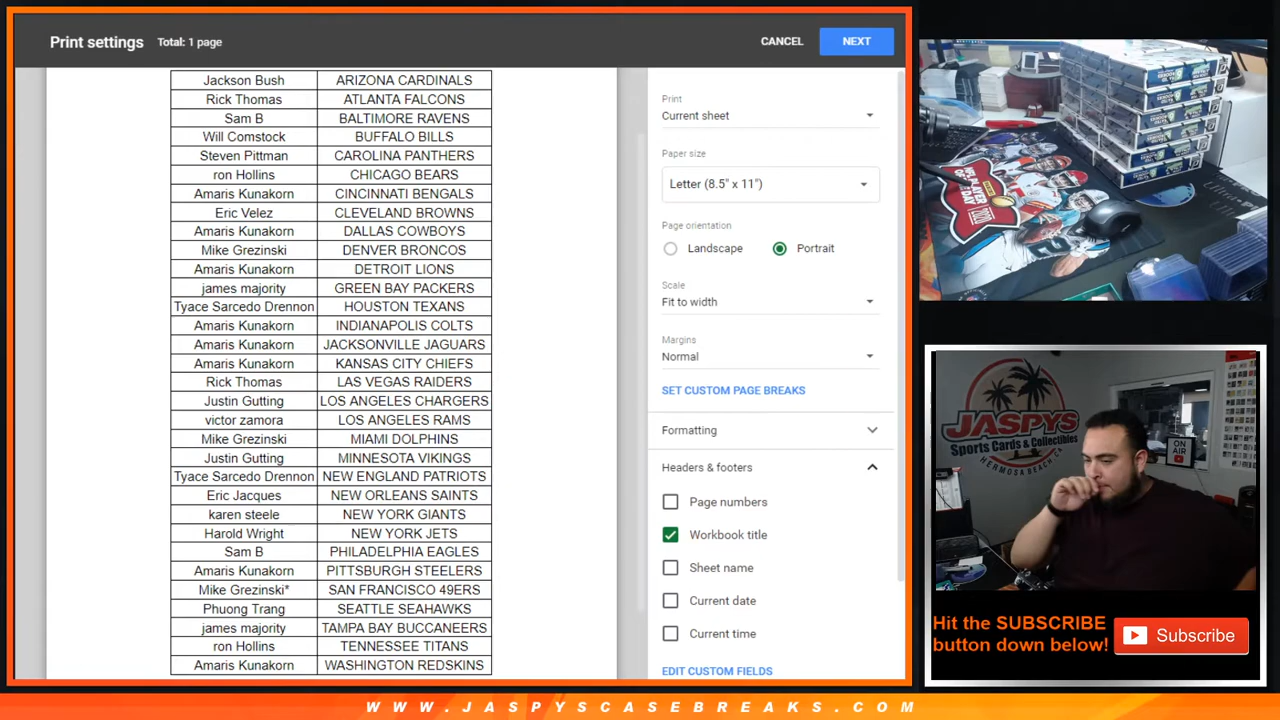 Print settings Total: 1 page CANCEL NEXT
Jackson Bush ARIZONA CARDINALS
Rick Thomas ATLANTA FALCONS
Sam B BALTIMORE RAVENS
Will Comstock BUFFALO BILLS
Steven Pittman CAROLINA PANTHERS
ron Hollins CHICAGO BEARS
Amaris Kunakorn CINCINNATI BENGALS
Eric Velez CLEVELAND BROWNS
Amaris Kunakorn DALLAS COWBOYS
Mike Grezinski DENVER BRONCOS
Amaris Kunakorn DETROIT LIONS
james majority GREEN BAY PACKERS
Tyace Sarcedo Drennon HOUSTON TEXANS
Amaris Kunakorn INDIANAPOLIS COLTS
Amaris Kunakorn JACKSONVILLE JAGUARS
Amaris Kunakorn KANSAS CITY CHIEFS
Rick Thomas LAS VEGAS RAIDERS
Justin Gutting LOS ANGELES CHARGERS
victor zamora LOS ANGELES RAMS
Mike Grezinski MIAMI DOLPHINS
Justin Gutting MINNESOTA VIKINGS
Tyace Sarcedo Drennon NEW ENGLAND PATRIOTS
Eric Jacques NEW ORLEANS SAINTS
karen steele NEW YORK GIANTS
Harold Wright NEW YORK JETS
Sam B PHILADELPHIA EAGLES
Amaris Kunakorn PITTSBURGH STEELERS
Mike Grezinski* SAN FRANCISCO 49ERS
Phuong Trang SEATTLE SEAHAWKS
james majority TAMPA BAY BUCCANEERS
ron Hollins TENNESSEE TITANS
Amaris Kunakorn WASHINGTON REDSKINS
Print
Current sheet
Paper size
Letter (8.5" x 11")
Page orientation
Landscape Portrait
Scale
Fit to width
Margins
Normal
SET CUSTOM PAGE BREAKS
Formatting
Headers & footers
Page numbers
Workbook title
Sheet name
Current date
Current time
EDIT CUSTOM FIELDS
NFL PLAYER
OF THE DAY
PANINI
2020
JASPYS
Sports Cards & Collectibles
HERMOSA BEACH CA
ON
AIR
Hit the SUBSCRIBE
button down below!
Subscribe
WWW.JASPYSCASEBREAKS.COM